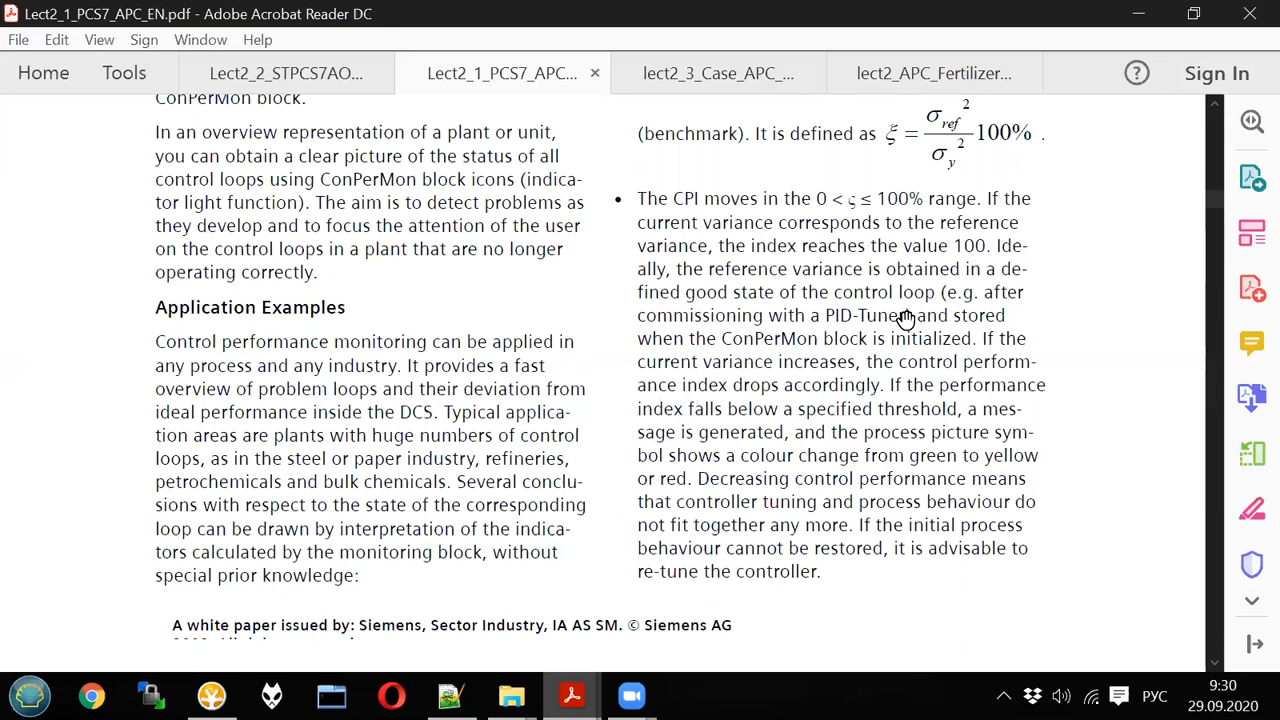 Lect2_1_PCS7_APC_EN.pdf - Adobe Acrobat Reader DC
File Edit View Sign Window Help
Home Tools Lect2_2_STPCS7AO... Lect2_1_PCS7_APC... lect2_3_Case_APC_... lect2_APC_Fertilizer... Sign In
ConPerMon block.
In an overview representation of a plant or unit,
you can obtain a clear picture of the status of all
control loops using ConPerMon block icons (indica-
tor light function). The aim is to detect problems as
they develop and to focus the attention of the user
on the control loops in a plant that are no longer
operating correctly.
Application Examples
Control performance monitoring can be applied in
any process and any industry. It provides a fast
overview of problem loops and their deviation from
ideal performance inside the DCS. Typical applica-
tion areas are plants with huge numbers of control
loops, as in the steel or paper industry, refineries,
petrochemicals and bulk chemicals. Several conclu-
sions with respect to the state of the corresponding
loop can be drawn by interpretation of the indica-
tors calculated by the monitoring block, without
special prior knowledge:
(benchmark). It is defined as ξ = σref² / σy² 100% .
• The CPI moves in the 0 < ς ≤ 100% range. If the
current variance corresponds to the reference
variance, the index reaches the value 100. Ide-
ally, the reference variance is obtained in a de-
fined good state of the control loop (e.g. after
commissioning with a PID-Tuner) and stored
when the ConPerMon block is initialized. If the
current variance increases, the control perform-
ance index drops accordingly. If the performance
index falls below a specified threshold, a mes-
sage is generated, and the process picture sym-
bol shows a colour change from green to yellow
or red. Decreasing control performance means
that controller tuning and process behaviour do
not fit together any more. If the initial process
behaviour cannot be restored, it is advisable to
re-tune the controller.
A white paper issued by: Siemens, Sector Industry, IA AS SM. © Siemens AG
РУС
9:30
29.09.2020